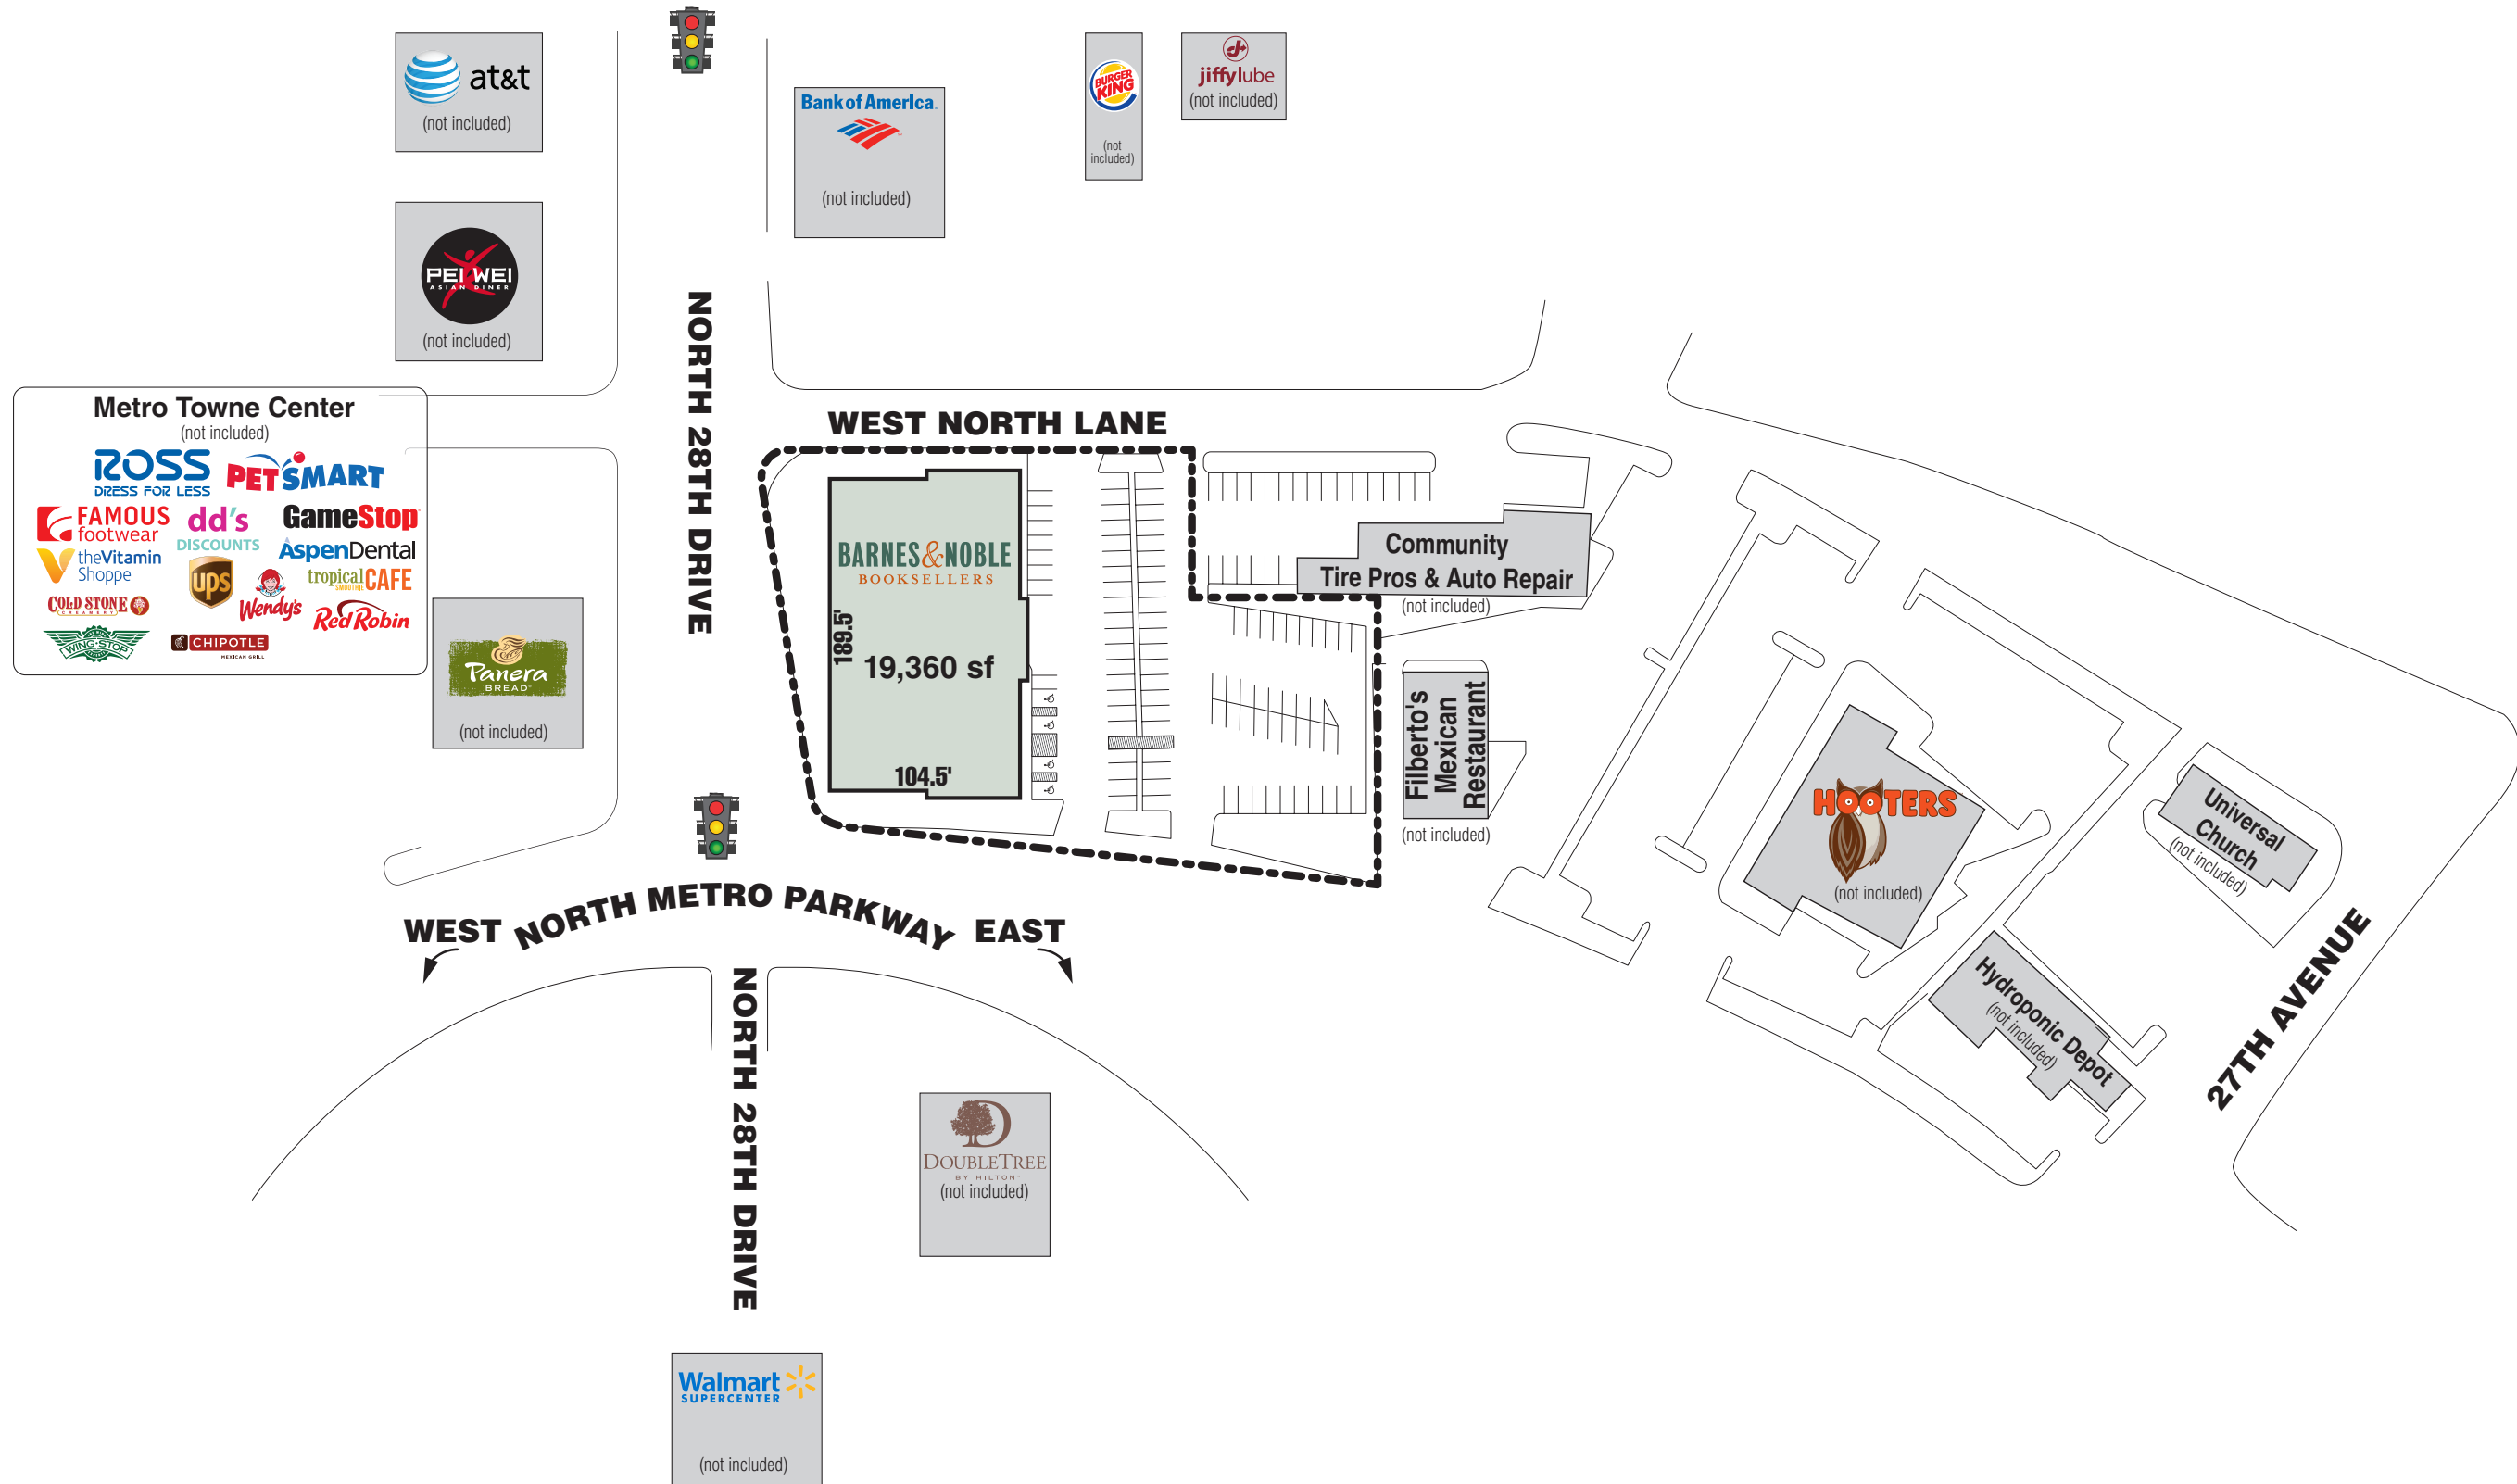 at&t
(not included)
Bank of America
(not included)
BURGER
KING
(not
included)
jiffylube
(not included)
PEI WEI
ASIAN DINER
(not included)
NORTH 28TH DRIVE
Metro Towne Center
(not included)
ROSS
DRESS FOR LESS
PETSMART
FAMOUS
footwear
dd's
DISCOUNTS
GameStop
AspenDental
theVitamin
Shoppe
ups
tropical
SMOOTHIE
CAFE
COLD STONE
CREAMERY
Wendy's
Red Robin
WING·STOP
CHIPOTLE
MEXICAN GRILL
Panera
BREAD®
(not included)
WEST NORTH LANE
BARNES&NOBLE
BOOKSELLERS
189.5'
19,360 sf
104.5'
Community
Tire Pros & Auto Repair
(not included)
Filberto's
Mexican
Restaurant
(not included)
HOOTERS
(not included)
Universal
Church
(not included)
Hydroponic Depot
(not included)
27TH AVENUE
WEST
NORTH METRO PARKWAY
EAST
NORTH 28TH DRIVE
D
DOUBLETREE
BY HILTON™
(not included)
Walmart
SUPERCENTER
(not included)